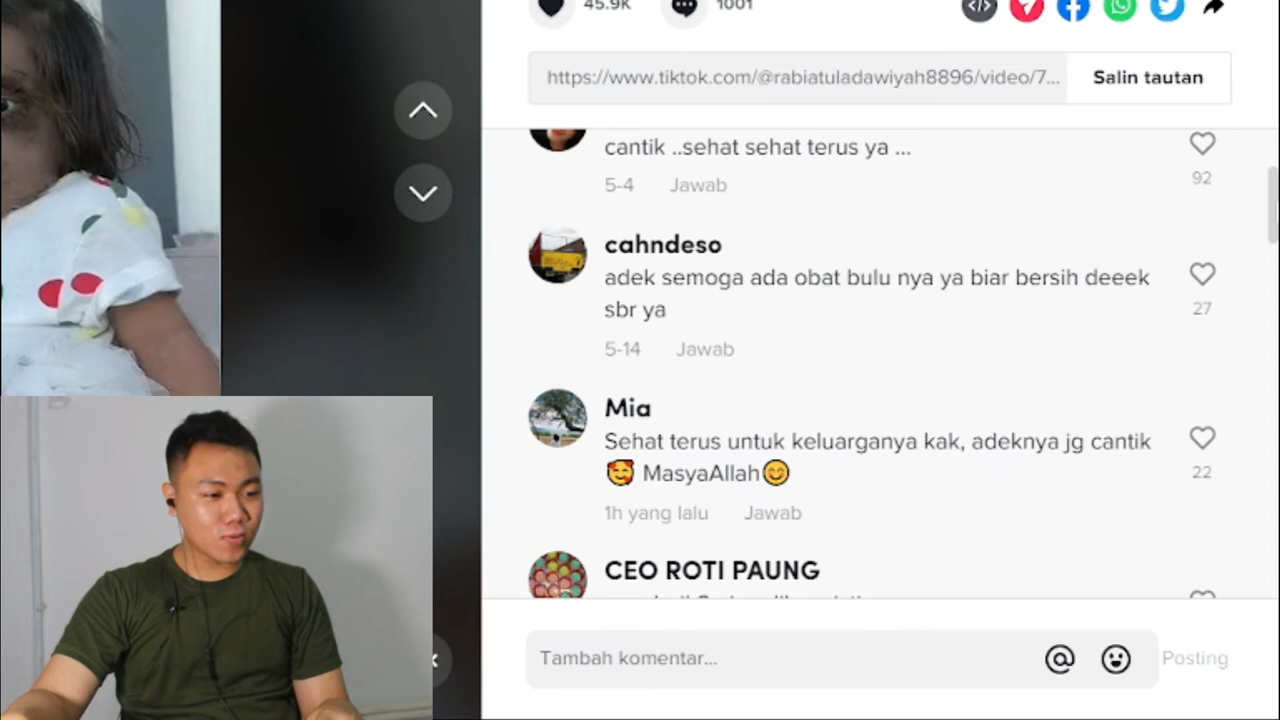 45.9K 1001
https://www.tiktok.com/@rabiatuladawiyah8896/video/7... Salin tautan
cantik ..sehat sehat terus ya ...
92
5-4 Jawab
cahndeso
adek semoga ada obat bulu nya ya biar bersih deeek
sbr ya
27
5-14 Jawab
Mia
Sehat terus untuk keluarganya kak, adeknya jg cantik
🥰 MasyaAllah😊
22
1h yang lalu Jawab
CEO ROTI PAUNG
Tambah komentar... Posting